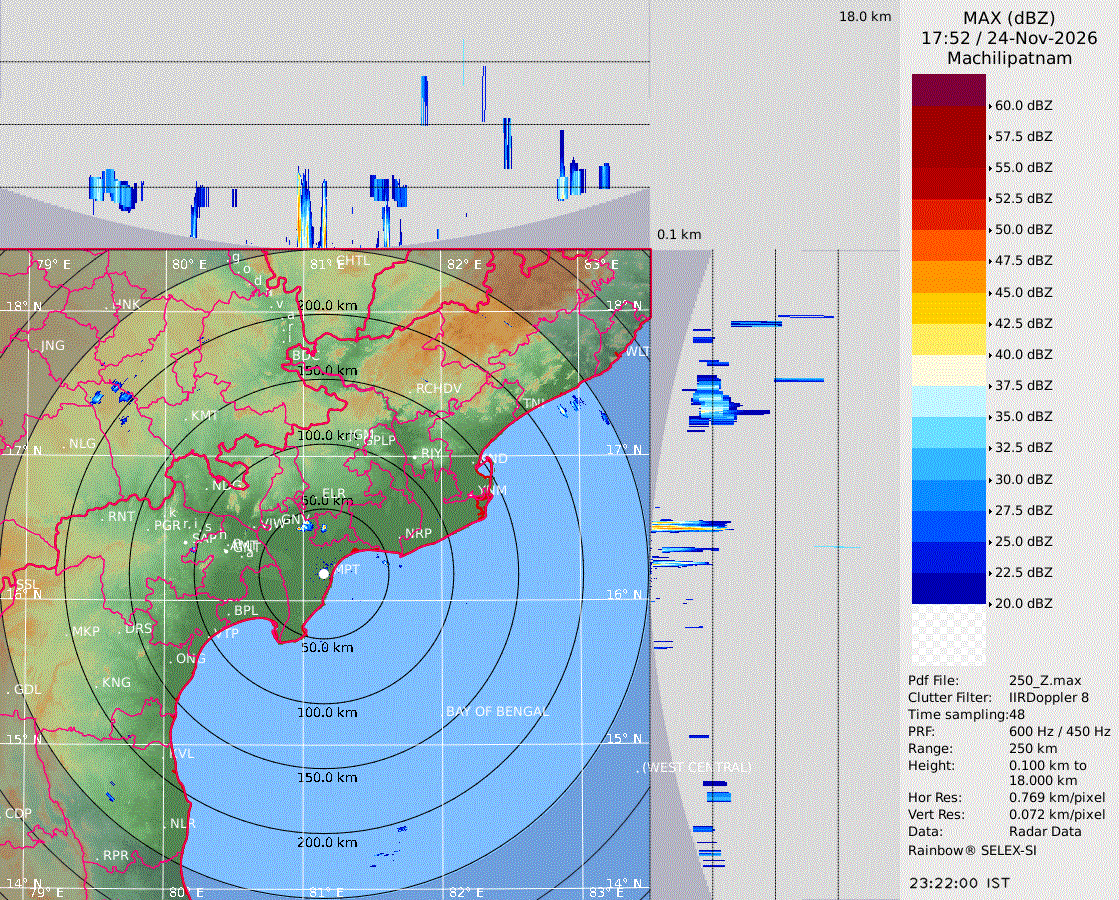 18.0 km
0.1 km
MAX (dBZ)
17:52 / 24-Nov-2026
Machilipatnam
60.0 dBZ
57.5 dBZ
55.0 dBZ
52.5 dBZ
50.0 dBZ
47.5 dBZ
45.0 dBZ
42.5 dBZ
40.0 dBZ
37.5 dBZ
35.0 dBZ
32.5 dBZ
30.0 dBZ
27.5 dBZ
25.0 dBZ
22.5 dBZ
20.0 dBZ
Pdf File: 250_Z.max
Clutter Filter: IIRDoppler 8
Time sampling:48
PRF: 600 Hz / 450 Hz
Range: 250 km
Height: 0.100 km to
18.000 km
Hor Res: 0.769 km/pixel
Vert Res: 0.072 km/pixel
Data: Radar Data
Rainbow® SELEX-SI
23:22:00 IST
79° E
80° E
81° E
CHTL
82° E
83° E
18° N
200.0 km
18° N
JNG
WLT
150.0 km
RCHDV
TNI
KMT
100.0 km
GPLP
NLG
17° N
RJY
17° N
ELR
50.0 km
RNT
PGR
VJW
GNV
NRP
MPT
SSL
16° N
16° N
BPL
MKP
DRS
50.0 km
ONG
GDL
KNG
100.0 km
BAY OF BENGAL
15° N
KVL
15° N
(WEST CENTRAL)
150.0 km
CDP
NLR
200.0 km
RPR
14° N
14° N
79° E
80° E
81° E
82° E
83° E